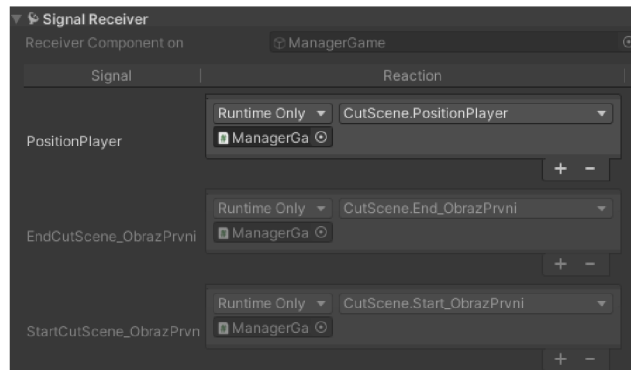 Signal Receiver
Receiver Component on ManagerGame
Signal Reaction
Runtime Only CutScene.PositionPlayer
PositionPlayer ManagerGa
+ -
Runtime Only CutScene.End_ObrazPrvni
EndCutScene_ObrazPrvni ManagerGa
+ -
Runtime Only CutScene.Start_ObrazPrvni
StartCutScene_ObrazPrvn ManagerGa
+ -